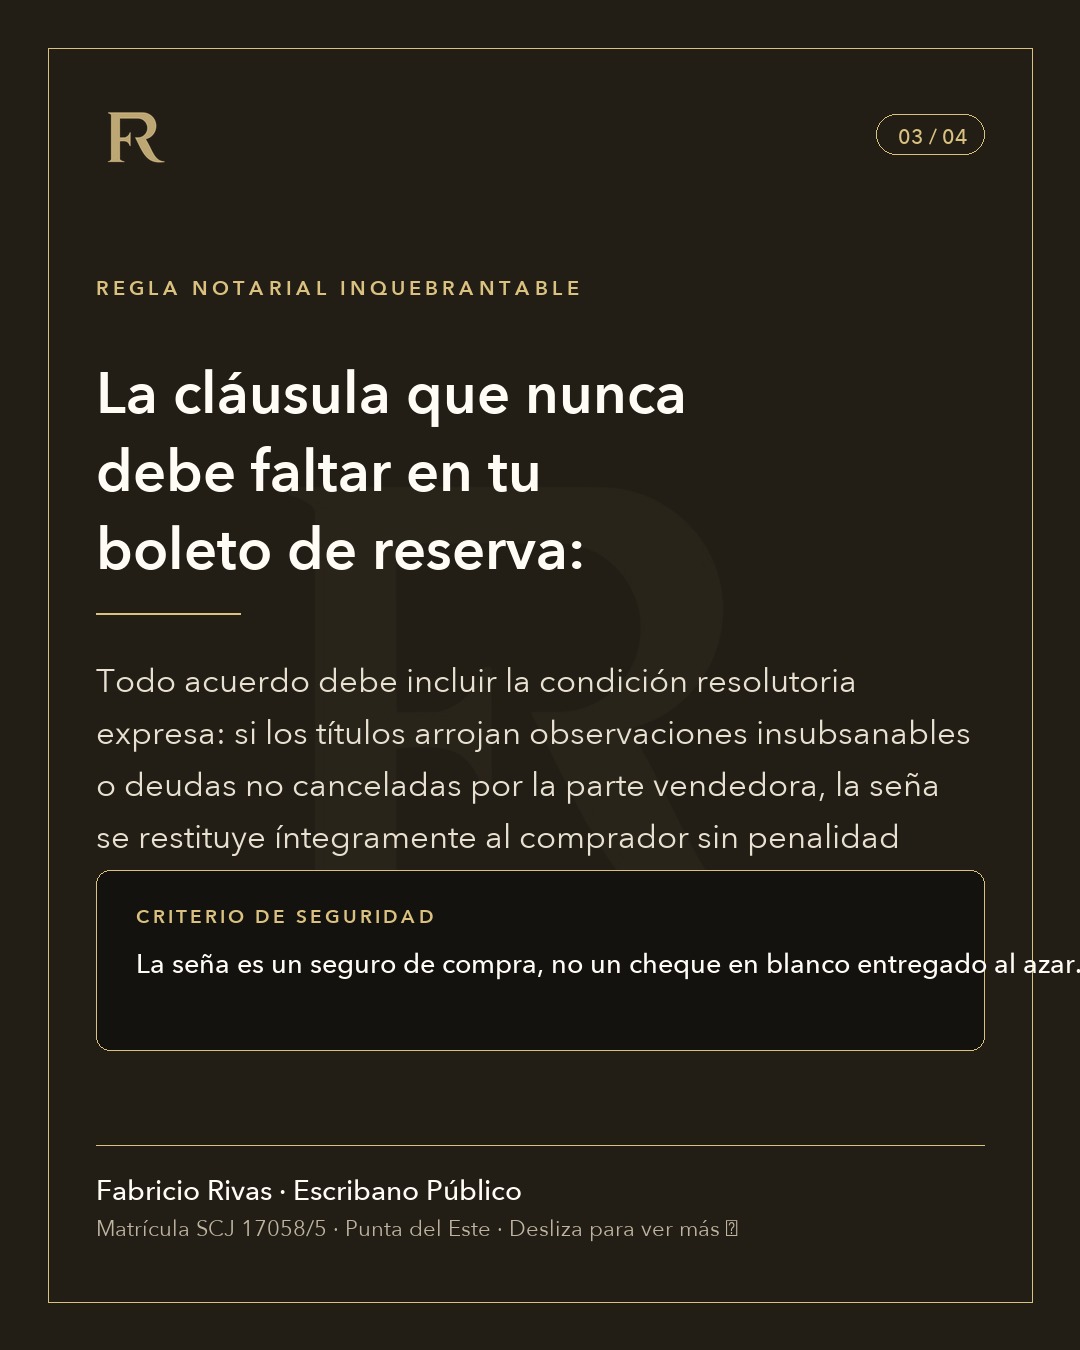 FR
03 / 04
REGLA NOTARIAL INQUEBRANTABLE
La cláusula que nunca
debe faltar en tu
boleto de reserva:
Todo acuerdo debe incluir la condición resolutoria
expresa: si los títulos arrojan observaciones insubsanables
o deudas no canceladas por la parte vendedora, la seña
se restituye íntegramente al comprador sin penalidad
CRITERIO DE SEGURIDAD
La seña es un seguro de compra, no un cheque en blanco entregado al azar.
Fabricio Rivas · Escribano Público
Matrícula SCJ 17058/5 · Punta del Este · Desliza para ver más